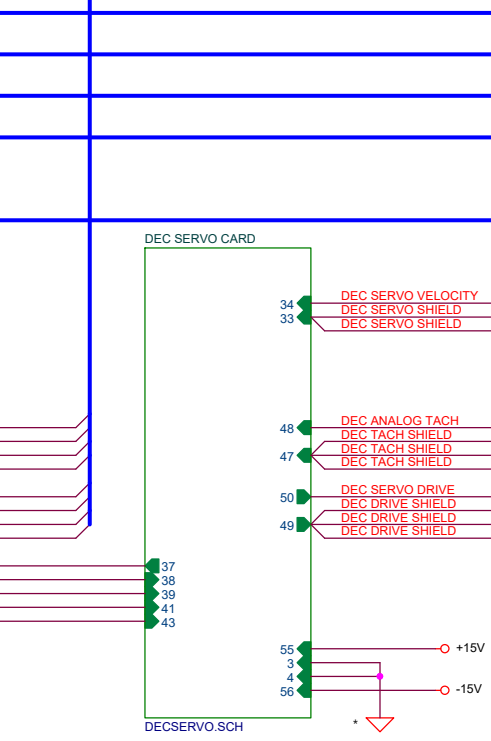 DEC SERVO CARD
34 DEC SERVO VELOCITY
33 DEC SERVO SHIELD
DEC SERVO SHIELD
48 DEC ANALOG TACH
DEC TACH SHIELD
47 DEC TACH SHIELD
DEC TACH SHIELD
50 DEC SERVO DRIVE
DEC DRIVE SHIELD
49 DEC DRIVE SHIELD
DEC DRIVE SHIELD
37
38
39
41
43
55 +15V
3
4
56 -15V
*
DECSERVO.SCH